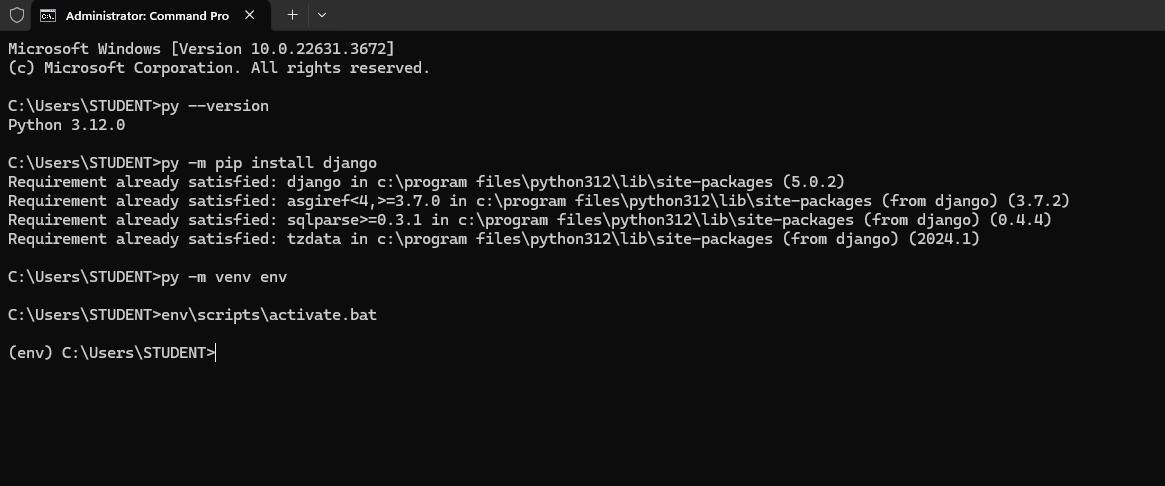 Administrator: Command Pro
Microsoft Windows [Version 10.0.22631.3672]
(c) Microsoft Corporation. All rights reserved.
C:\Users\STUDENT>py --version
Python 3.12.0
C:\Users\STUDENT>py -m pip install django
Requirement already satisfied: django in c:\program files\python312\lib\site-packages (5.0.2)
Requirement already satisfied: asgiref<4,>=3.7.0 in c:\program files\python312\lib\site-packages (from django) (3.7.2)
Requirement already satisfied: sqlparse>=0.3.1 in c:\program files\python312\lib\site-packages (from django) (0.4.4)
Requirement already satisfied: tzdata in c:\program files\python312\lib\site-packages (from django) (2024.1)
C:\Users\STUDENT>py -m venv env
C:\Users\STUDENT>env\scripts\activate.bat
(env) C:\Users\STUDENT>